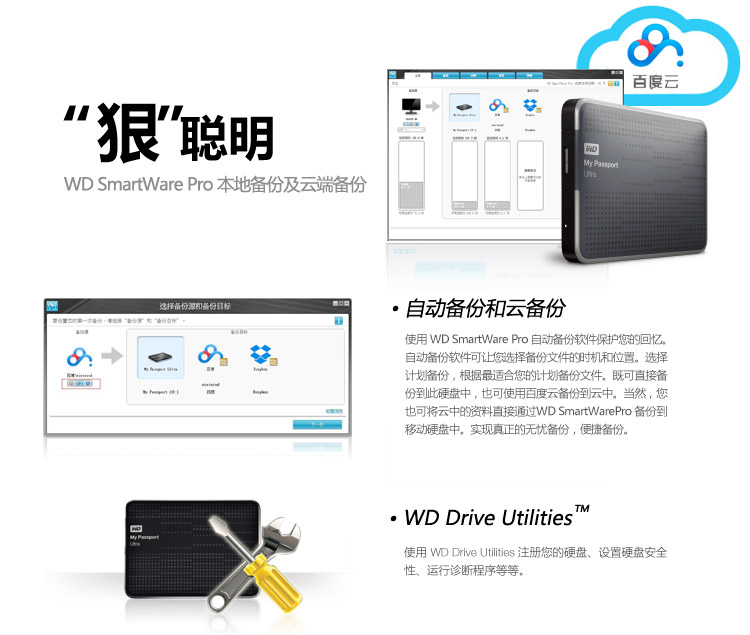 百度云
“狠”聪明
WD SmartWare Pro 本地备份及云端备份
WD
My Passport
Ultra
选择备份源和备份目标
备份源
备份目标
百度
My Passport Ultra
百度
Dropbox
My Passport (H:)
Dropbox
下一步
• 自动备份和云备份
使用 WD SmartWare Pro 自动备份软件保护您的回忆。
自动备份软件可让您选择备份文件的时机和位置。选择
计划备份，根据最适合您的计划备份文件。既可直接备
份到此硬盘中，也可使用百度云备份到云中。当然，您
也可将云中的资料直接通过WD SmartWarePro 备份到
移动硬盘中。实现真正的无忧备份，便捷备份。
WD
My Passport
Ultra
• WD Drive Utilities™
使用 WD Drive Utilities 注册您的硬盘、设置硬盘安全
性、运行诊断程序等等。